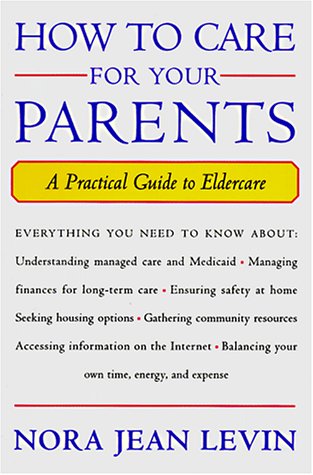 HOW TO CARE
FOR YOUR
PARENTS
A Practical Guide to Eldercare
EVERYTHING YOU NEED TO KNOW ABOUT:
Understanding managed care and Medicaid • Managing
finances for long-term care • Ensuring safety at home
Seeking housing options • Gathering community resources
Accessing information on the Internet • Balancing your
own time, energy, and expense
NORA JEAN LEVIN